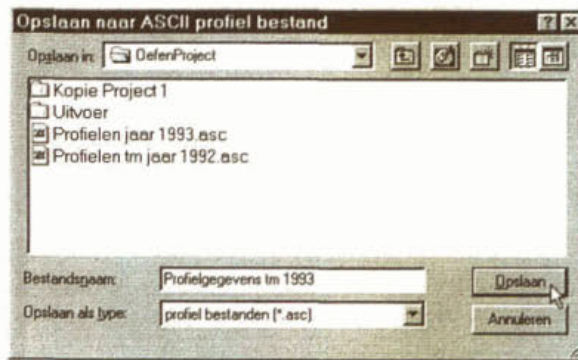 Opslaan naar ASCII profiel bestand
Opslaan in: OefenProject
Kopie Project 1
Uitvoer
Profielen jaar 1993.asc
Profielen tm jaar 1992.asc
Bestandsnaam: Profielgegevens tm 1993 Opslaan
Opslaan als type: profiel bestanden (*.asc) Annuleren